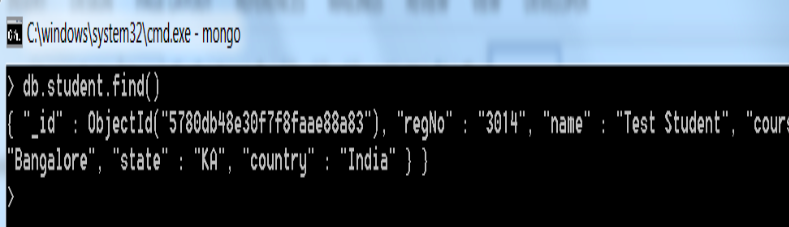 C:\windows\system32\cmd.exe - mongo
> db.student.find()
{ "_id" : ObjectId("5780db48e30f7f8faae88a83"), "regNo" : "3014", "name" : "Test Student", "cours
"Bangalore", "state" : "KA", "country" : "India" } }
>